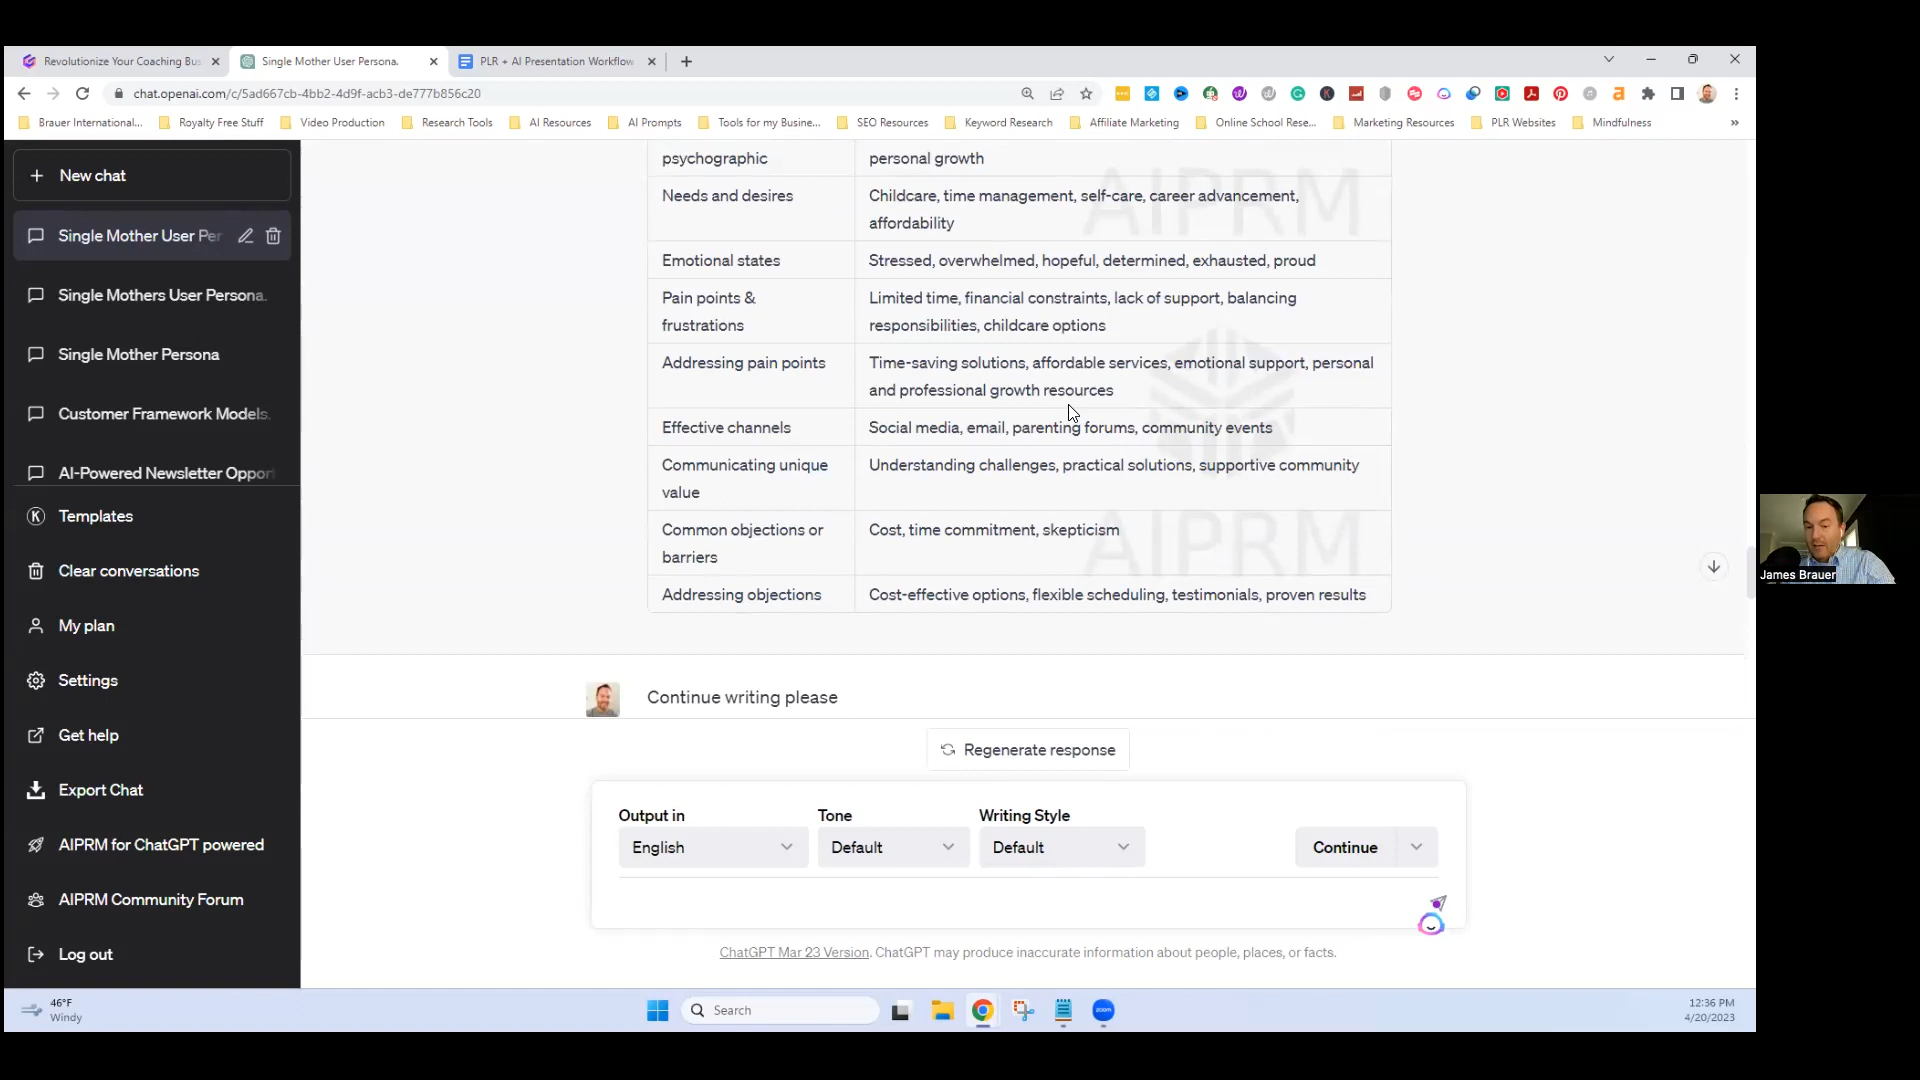 Revolutionize Your Coaching Bus
Single Mother User Persona.
PLR + AI Presentation Workflow
chat.openai.com/c/5ad667cb-4bb2-4d9f-acb3-de777b856c20
Brauer International...
Royalty Free Stuff
Video Production
Research Tools
AI Resources
AI Prompts
Tools for my Busine...
SEO Resources
Keyword Research
Affiliate Marketing
Online School Rese...
Marketing Resources
PLR Websites
Mindfulness
New chat
Single Mother User Per
Single Mothers User Persona.
Single Mother Persona
Customer Framework Models.
AI-Powered Newsletter Oppor
Templates
Clear conversations
My plan
Settings
Get help
Export Chat
AIPRM for ChatGPT powered
AIPRM Community Forum
Log out
psychographic
personal growth
Needs and desires
Childcare, time management, self-care, career advancement,
affordability
Emotional states
Stressed, overwhelmed, hopeful, determined, exhausted, proud
Pain points &
frustrations
Limited time, financial constraints, lack of support, balancing
responsibilities, childcare options
Addressing pain points
Time-saving solutions, affordable services, emotional support, personal
and professional growth resources
Effective channels
Social media, email, parenting forums, community events
Communicating unique
value
Understanding challenges, practical solutions, supportive community
Common objections or
barriers
Cost, time commitment, skepticism
Addressing objections
Cost-effective options, flexible scheduling, testimonials, proven results
AIPRM
AIPRM
Continue writing please
Regenerate response
Output in
Tone
Writing Style
English
Default
Default
Continue
ChatGPT Mar 23 Version. ChatGPT may produce inaccurate information about people, places, or facts.
James Brauer
46°F
Windy
Search
zoom
12:36 PM
4/20/2023